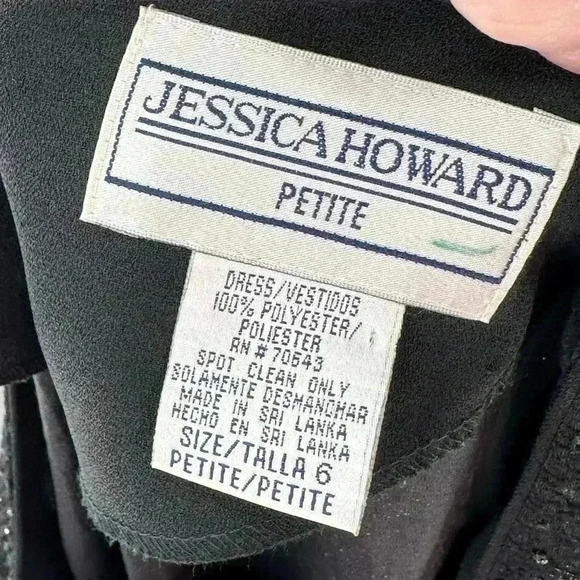 JESSICA HOWARD
PETITE
DRESS/VESTIDOS
100% POLYESTER/
POLIESTER
RN # 70643
SPOT CLEAN ONLY
SOLAMENTE DESMANCHAR
MADE IN SRI LANKA
HECHO EN SRI LANKA
SIZE/TALLA 6
PETITE/PETITE